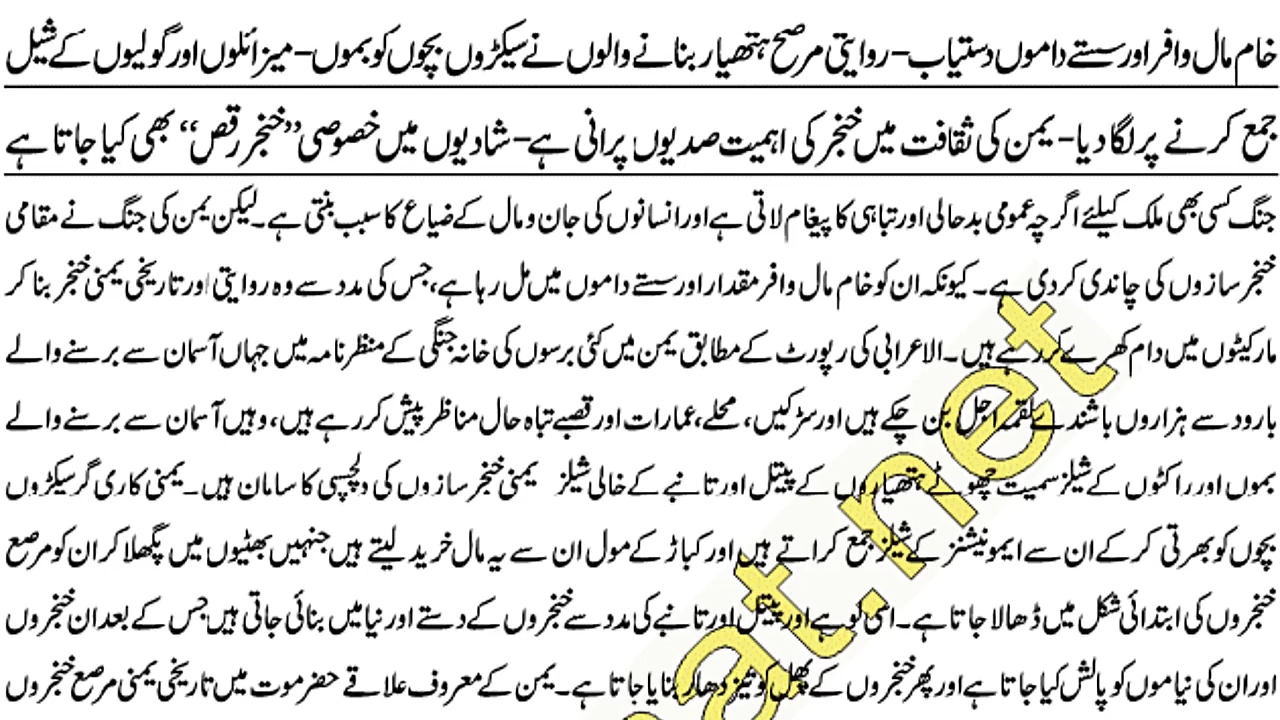 خام مال وافر اور سستے داموں دستیاب - روایتی مرصح ہتھیار بنانے والوں نے سیکڑوں بچوں کو بموں - میزائلوں اور گولیوں کے شیل
جمع کرنے پر لگا دیا - یمن کی ثقافت میں خنجر کی اہمیت صدیوں پرانی ہے - شادیوں میں خصوصی ”خنجر رقص“ بھی کیا جاتا ہے
جنگ کسی بھی ملک کیلئے اگرچہ عمومی بدحالی اور تباہی کا پیغام لاتی ہے اور انسانوں کی جان و مال کے ضیاع کا سبب بنتی ہے۔ لیکن یمن کی جنگ نے مقامی
خنجر سازوں کی چاندی کر دی ہے۔ کیونکہ ان کو خام مال وافر مقدار اور سستے داموں میں مل رہا ہے، جس کی مدد سے وہ روایتی اور تاریخی یمنی خنجر بنا کر
مارکیٹوں میں دام کھرے کر رہے ہیں۔ الاعرابی کی رپورٹ کے مطابق یمن میں کئی برسوں کی خانہ جنگی کے منظر نامہ میں جہاں آسمان سے برسنے والے
بارود سے ہزاروں باشندے لقمہ اجل بن چکے ہیں اور سڑکیں، محلے، عمارات اور قصبے تباہ حال مناظر پیش کر رہے ہیں، وہیں آسمان سے برسنے والے
بموں اور راکٹوں کے شیلز سمیت چھوٹے ہتھیاروں کے پیتل اور تانبے کے خالی شیلز یمنی خنجر سازوں کی دلچسپی کا سامان ہیں۔ یمنی کاری گر سیکڑوں
بچوں کو بھرتی کر کے ان سے ایمونیشنز کے شیلز جمع کراتے ہیں اور کباڑ کے مول ان سے یہ مال خرید لیتے ہیں جنہیں بھٹیوں میں پگھلا کر ان کو مرصع
خنجروں کی ابتدائی شکل میں ڈھالا جاتا ہے۔ اسی لوہے اور پیتل اور تانبے کی مدد سے خنجروں کے دستے اور نیا میں بنائی جاتی ہیں جس کے بعد ان خنجروں
اور ان کی نیاموں کو پالش کیا جاتا ہے اور پھر خنجروں کے پھل کو تیز دھار بنایا جاتا ہے۔ یمن کے معروف علاقے حضر موت میں تاریخی یمنی مرصع خنجروں
at.net